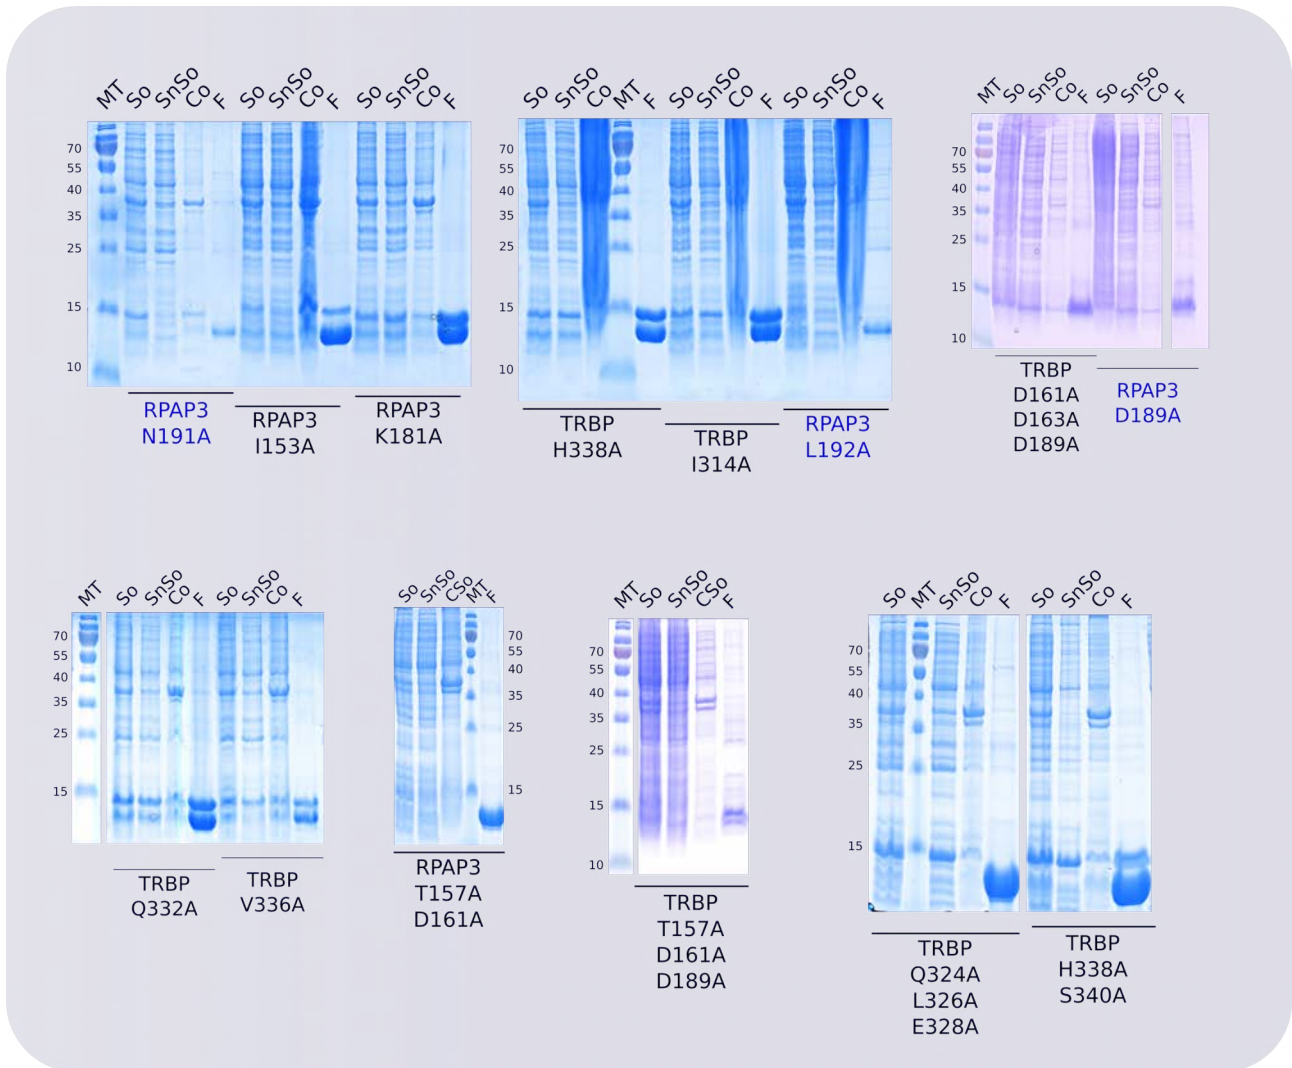 MT So SnSo Co F So SnSo Co F So SnSo Co F
70
55
40
35
25
15
10
RPAP3
N191A
RPAP3
I153A
RPAP3
K181A
So SnSo Co MT F So SnSo Co F So SnSo Co F
70
55
40
35
25
15
10
TRBP
H338A
TRBP
I314A
RPAP3
L192A
MT So SnSo Co F So SnSo Co F
70
55
40
35
25
15
10
TRBP
D161A
D163A
D189A
RPAP3
D189A
MT So SnSo Co F So SnSo Co F
70
55
40
35
25
15
TRBP
Q332A
TRBP
V336A
So SnSo CSo MT F
70
55
40
35
25
15
RPAP3
T157A
D161A
MT So SnSo CSo F
70
55
40
35
25
15
10
TRBP
T157A
D161A
D189A
So MT SnSo Co F So SnSo Co F
70
55
40
35
25
15
TRBP
Q324A
L326A
E328A
TRBP
H338A
S340A